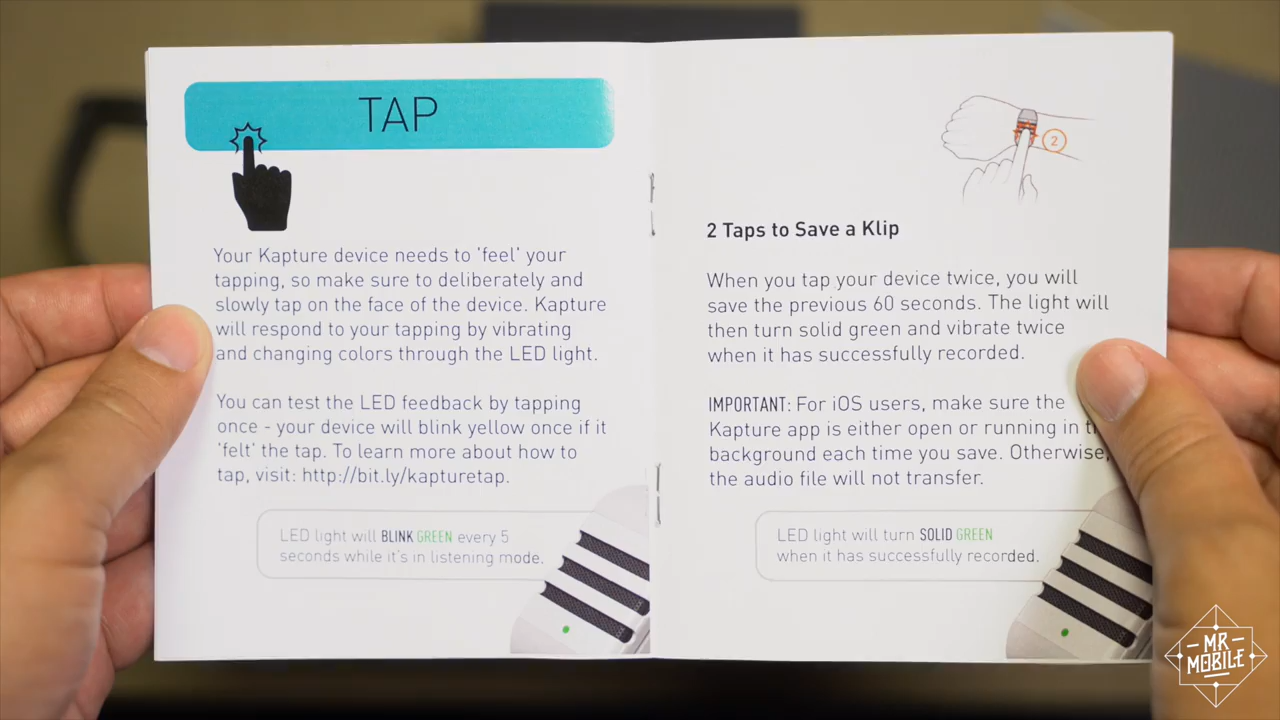 TAP
Your Kapture device needs to 'feel' your
tapping, so make sure to deliberately and
slowly tap on the face of the device. Kapture
will respond to your tapping by vibrating
and changing colors through the LED light.
You can test the LED feedback by tapping
once - your device will blink yellow once if it
'felt' the tap. To learn more about how to
tap, visit: http://bit.ly/kapturetap.
LED light will BLINK GREEN every 5
seconds while it's in listening mode.
2
2 Taps to Save a Klip
When you tap your device twice, you will
save the previous 60 seconds. The light will
then turn solid green and vibrate twice
when it has successfully recorded.
IMPORTANT: For iOS users, make sure the
Kapture app is either open or running in
background each time you save. Otherwise,
the audio file will not transfer.
LED light will turn SOLID GREEN
when it has successfully recorded.
MR
MOBILE